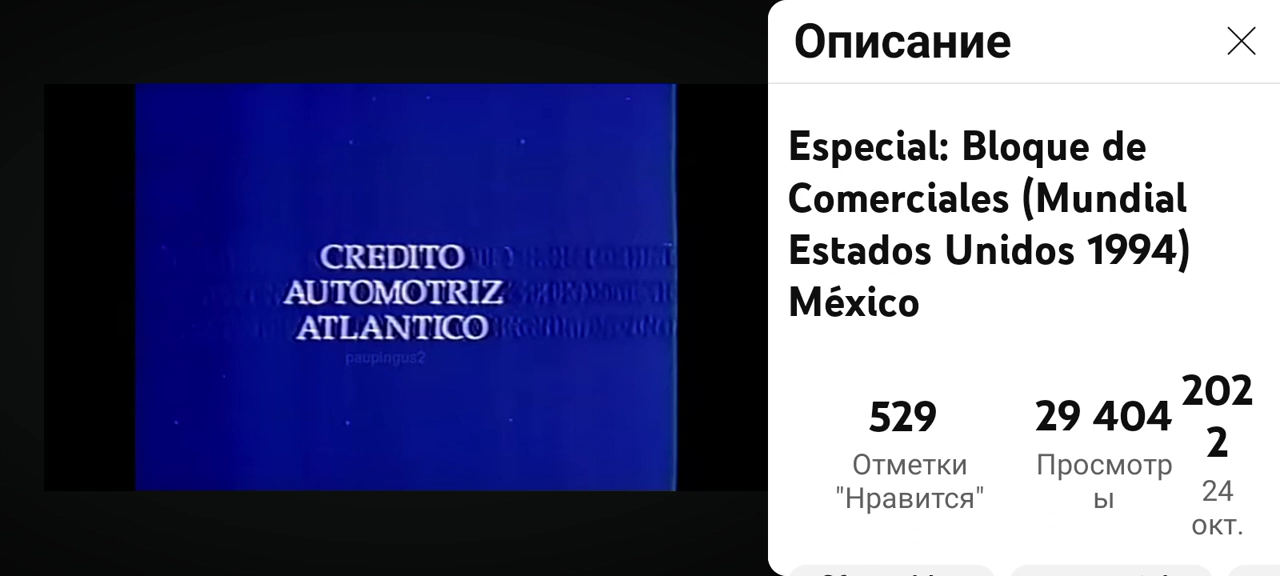 CREDITO
AUTOMOTRIZ
ATLANTICO
paupingus2
Описание
Especial: Bloque de
Comerciales (Mundial
Estados Unidos 1994)
México
529
Отметки
"Нравится"
29 404
Просмотр
ы
202
2
24
окт.